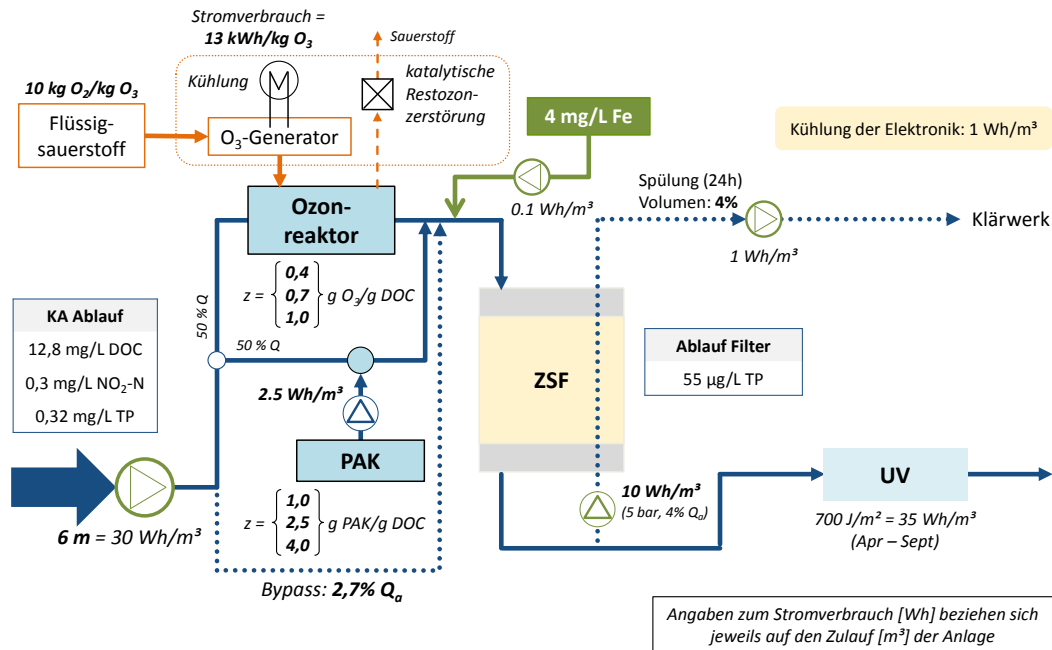 Stromverbrauch =
13 kWh/kg O₃
Sauerstoff
Kühlung
M
katalytische
Restozon-
zerstörung
10 kg O₂/kg O₃
Flüssig-
sauerstoff
O₃-Generator
4 mg/L Fe
Kühlung der Elektronik: 1 Wh/m³
0.1 Wh/m³
Spülung (24h)
Volumen: 4%
1 Wh/m³
Klärwerk
Ozon-
reaktor
z = { 0,4 0,7 1,0 } g O₃/g DOC
50 % Q
50 % Q
KA Ablauf
12,8 mg/L DOC
0,3 mg/L NO₂-N
0,32 mg/L TP
ZSF
Ablauf Filter
55 µg/L TP
2.5 Wh/m³
PAK
z = { 1,0 2,5 4,0 } g PAK/g DOC
6 m = 30 Wh/m³
Bypass: 2,7% Qₐ
10 Wh/m³
(5 bar, 4% Qₐ)
UV
700 J/m² = 35 Wh/m³
(Apr – Sept)
Angaben zum Stromverbrauch [Wh] beziehen sich
jeweils auf den Zulauf [m³] der Anlage